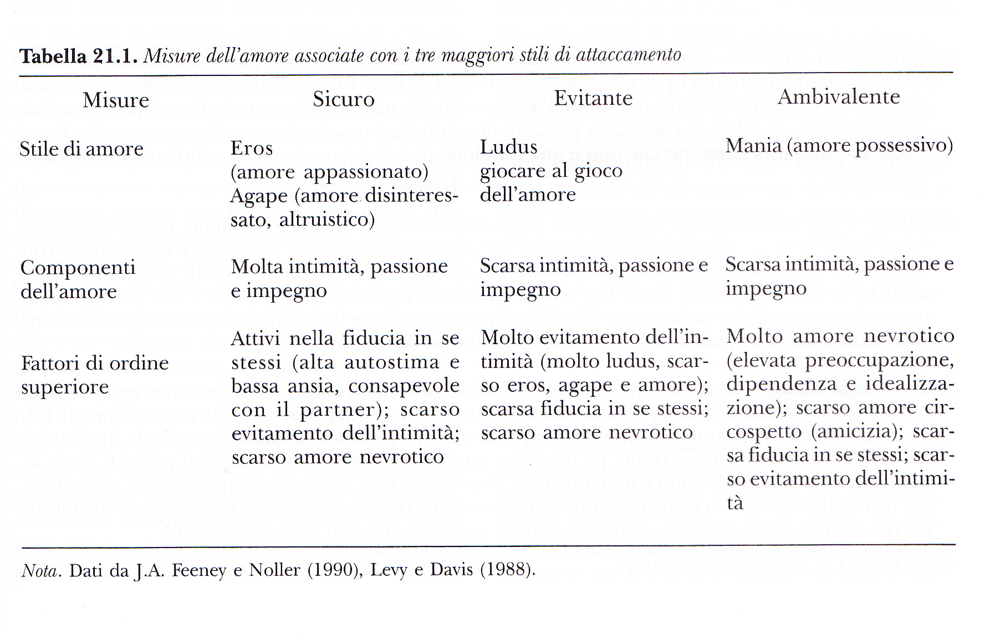 Tabella 21.1. Misure dell'amore associate con i tre maggiori stili di attaccamento
Misure Sicuro Evitante Ambivalente
Stile di amore
Eros
(amore appassionato)
Agape (amore disinteres-
sato, altruistico)
Ludus
giocare al gioco
dell'amore
Mania (amore possessivo)
Componenti
dell'amore
Molta intimità, passione
e impegno
Scarsa intimità, passione e
impegno
Scarsa intimità, passione e
impegno
Fattori di ordine
superiore
Attivi nella fiducia in se
stessi (alta autostima e
bassa ansia, consapevole
con il partner); scarso
evitamento dell'intimità;
scarso amore nevrotico
Molto evitamento dell'in-
timità (molto ludus, scar-
so eros, agape e amore);
scarsa fiducia in se stessi;
scarso amore nevrotico
Molto amore nevrotico
(elevata preoccupazione,
dipendenza e idealizza-
zione); scarso amore cir-
cospetto (amicizia); scar-
sa fiducia in se stessi; scar-
so evitamento dell'intimi-
tà
Nota. Dati da J.A. Feeney e Noller (1990), Levy e Davis (1988).